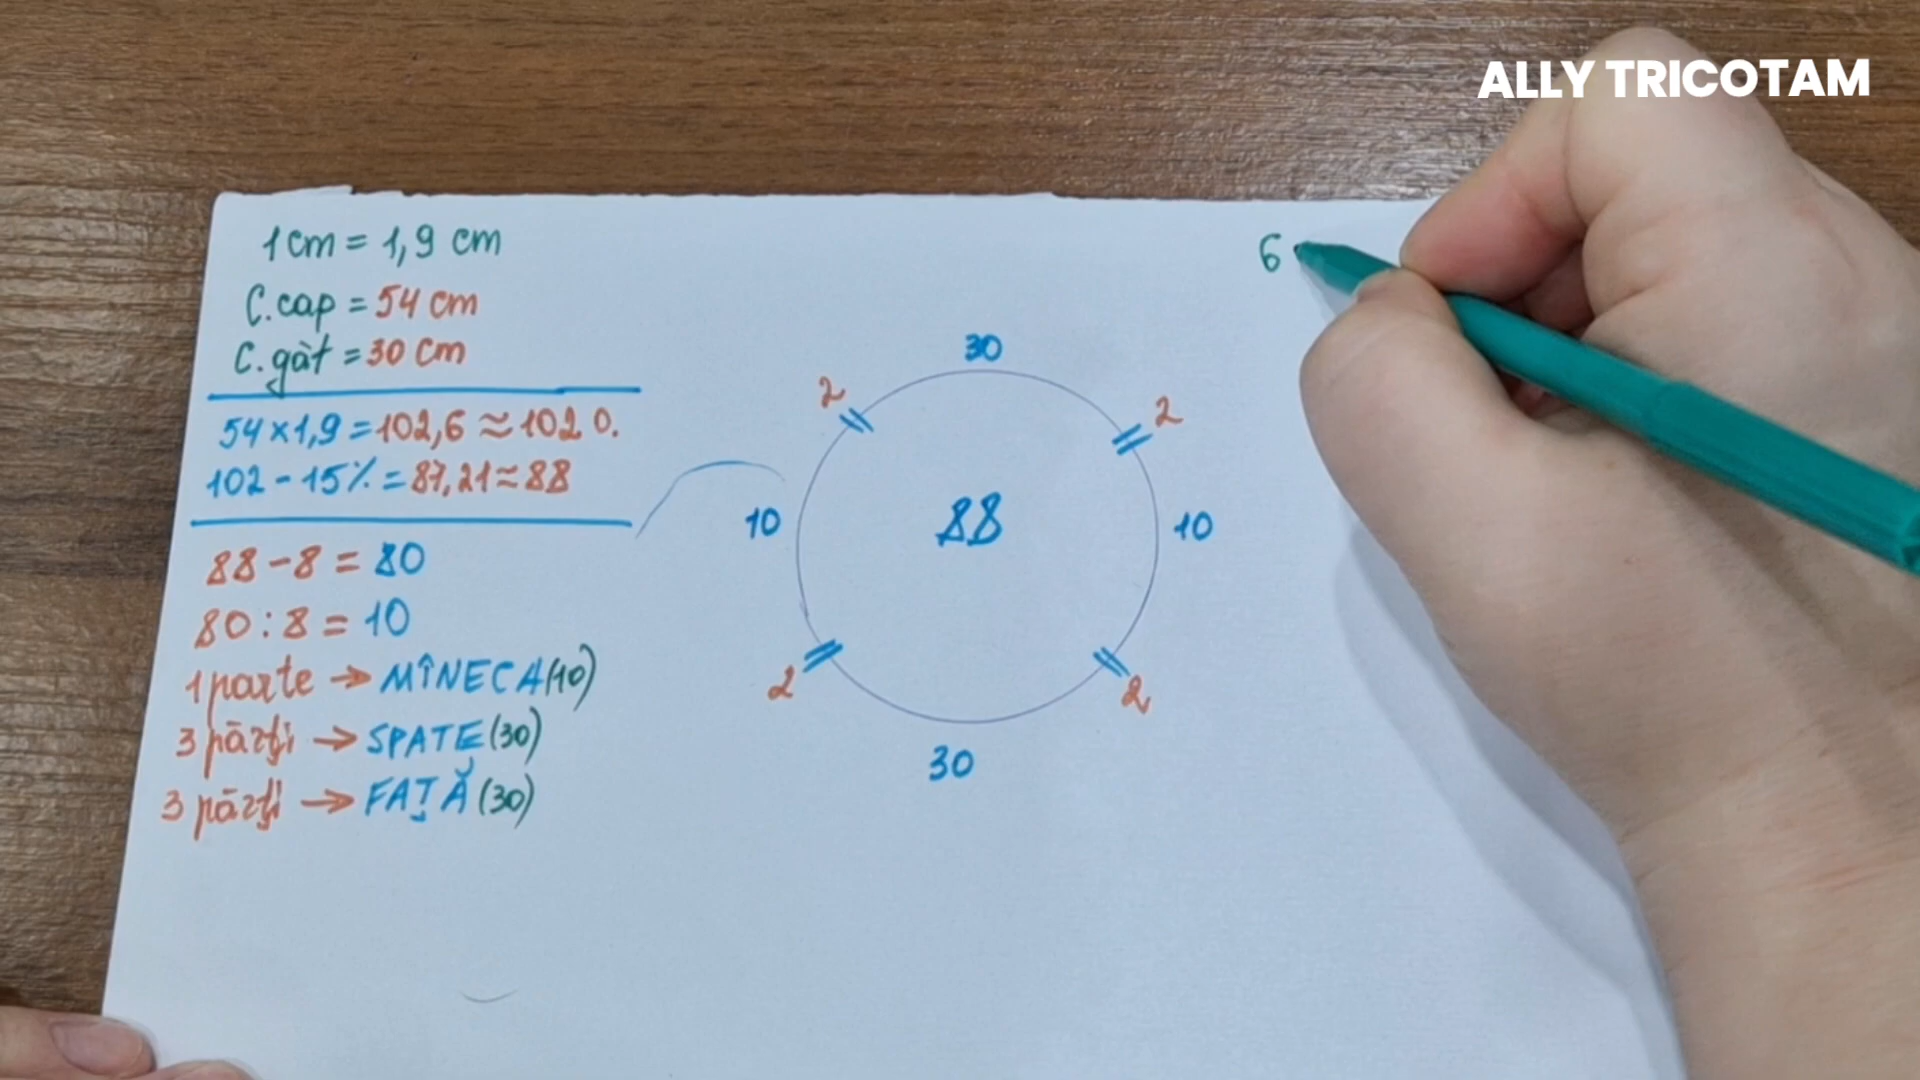 ALLY TRICOTAM
1 cm = 1,9 cm
C.cap = 54 cm
C.gât = 30 cm
54 x 1,9 = 102,6 ≈ 102 O.
102 - 15% = 87,21 ≈ 88
88 - 8 = 80
80 : 8 = 10
1 parte → MÎNECA (10)
3 părți → SPATE (30)
3 părți → FAȚĂ (30)
6
30
2 2
10 88 10
2 2
30